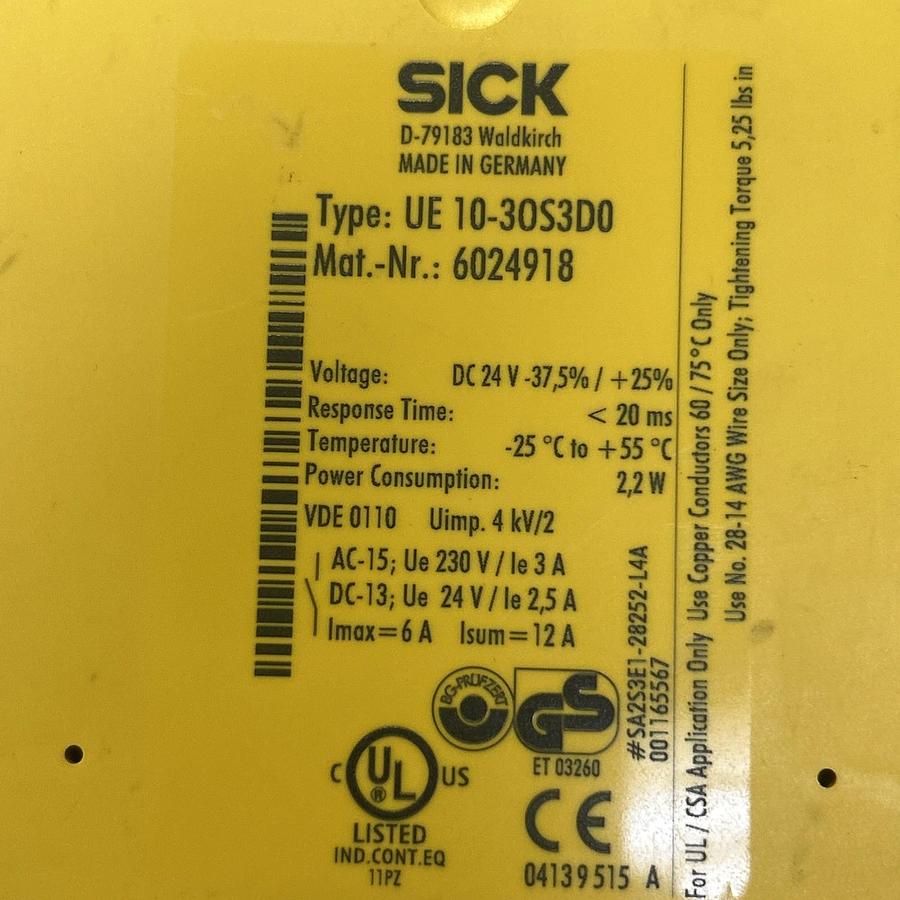 SICK
D-79183 Waldkirch
MADE IN GERMANY
Type: UE 10-3OS3D0
Mat.-Nr.: 6024918
Voltage: DC 24 V -37,5% / +25%
Response Time: < 20 ms
Temperature: -25 °C to +55 °C
Power Consumption: 2,2 W
VDE 0110 Uimp. 4 kV/2
AC-15; Ue 230 V / Ie 3 A
DC-13; Ue 24 V / Ie 2,5 A
Imax=6 A Isum=12 A
BG-PRÜFZERT
GS
ET 03260
C UL US
®
LISTED
IND.CONT.EQ
11PZ
CE
04139515 A
#SA2S3E1-28252-L4A
001165567
For UL / CSA Application Only Use Copper Conductors 60 / 75°C Only
Use No. 28-14 AWG Wire Size Only; Tightening Torque 5,25 lbs in